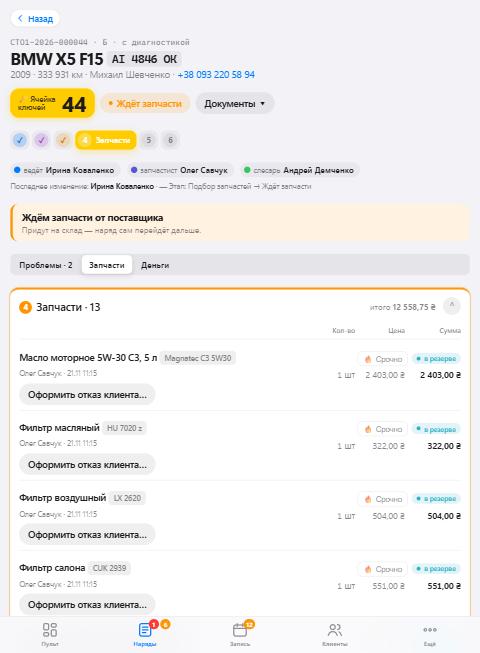 Назад
СТО1-2026-000044 · Б · с диагностикой
BMW X5 F15 AI 4846 OK
2009 · 333 931 км · Михаил Шевченко · +38 093 220 58 94
Ячейка ключей 44
Ждёт запчасти
Документы
4 Запчасти 5 6
ведёт Ирина Коваленко
запчастист Олег Савчук
слесарь Андрей Демченко
Последнее изменение: Ирина Коваленко · — Этап: Подбор запчастей → Ждёт запчасти
Ждём запчасти от поставщика
Придут на склад — наряд сам перейдёт дальше.
Проблемы · 2
Запчасти
Деньги
4 Запчасти · 13
итого 12 558,75 ₴
Кол-во Цена Сумма
Масло моторное 5W-30 C3, 5 л Magnatec C3 5W30
Срочно в резерве
Олег Савчук · 21.11 11:15
1 шт 2 403,00 ₴ 2 403,00 ₴
Оформить отказ клиента…
Фильтр масляный HU 7020 z
Срочно в резерве
Олег Савчук · 21.11 11:15
1 шт 322,00 ₴ 322,00 ₴
Оформить отказ клиента…
Фильтр воздушный LX 2620
Срочно в резерве
Олег Савчук · 21.11 11:15
1 шт 504,00 ₴ 504,00 ₴
Оформить отказ клиента…
Фильтр салона CUK 2939
Срочно в резерве
Олег Савчук · 21.11 11:15
1 шт 551,00 ₴ 551,00 ₴
Оформить отказ клиента…
1 6 12
Пульт Наряды Запись Клиенты Ещё